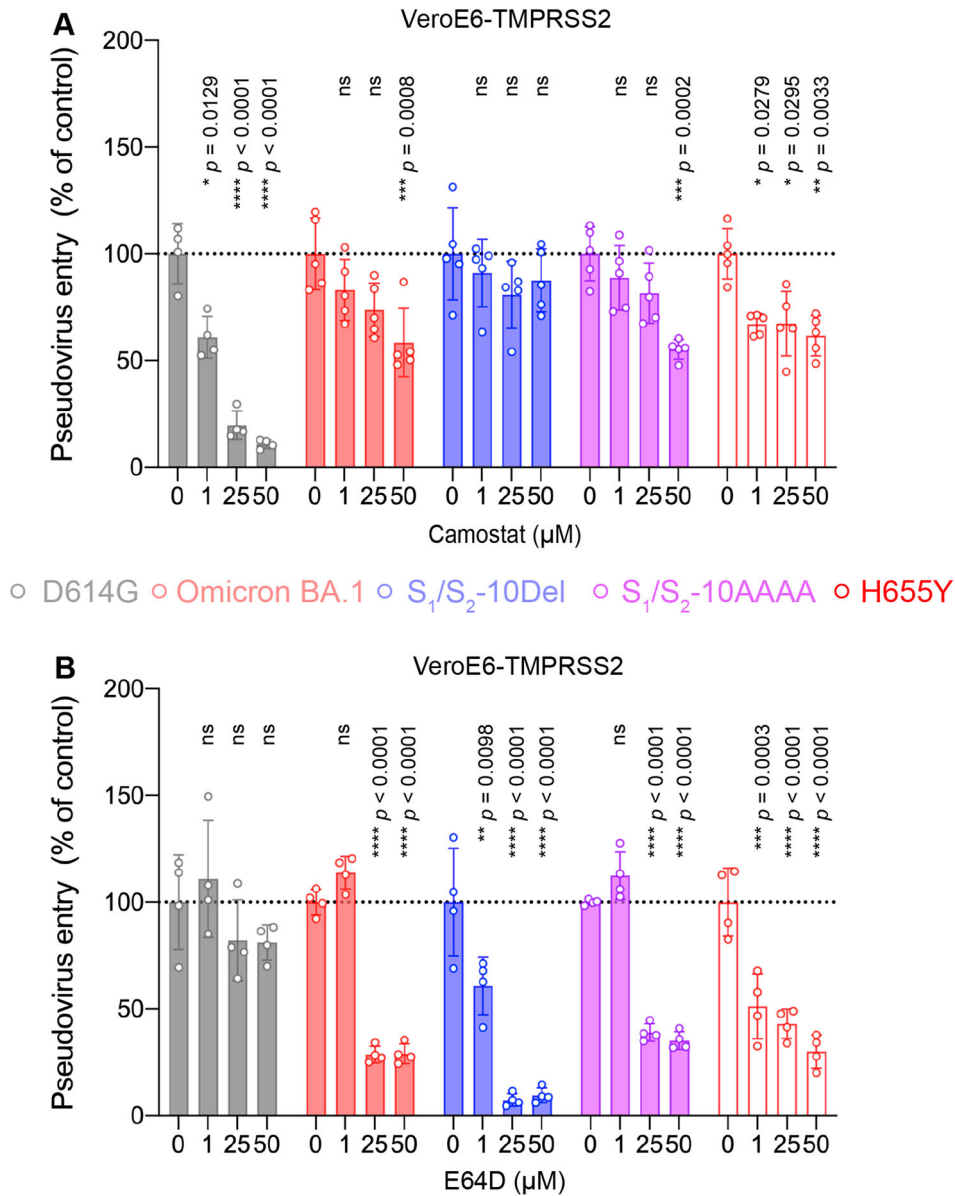 A
VeroE6-TMPRSS2
Pseudovirus entry (% of control)
200
150
100
50
0
* p = 0.0129
**** p < 0.0001
**** p < 0.0001
ns
ns
*** p = 0.0008
ns
ns
ns
ns
ns
*** p = 0.0002
* p = 0.0279
* p = 0.0295
** p = 0.0033
0 1 25 50 0 1 25 50 0 1 25 50 0 1 25 50 0 1 25 50
Camostat (µM)
D614G Omicron BA.1 S1/S2-10Del S1/S2-10AAAA H655Y
B
VeroE6-TMPRSS2
Pseudovirus entry (% of control)
200
150
100
50
0
ns
ns
ns
ns
**** p < 0.0001
**** p < 0.0001
** p = 0.0098
**** p < 0.0001
**** p < 0.0001
ns
**** p < 0.0001
**** p < 0.0001
*** p = 0.0003
**** p < 0.0001
**** p < 0.0001
0 1 25 50 0 1 25 50 0 1 25 50 0 1 25 50 0 1 25 50
E64D (µM)